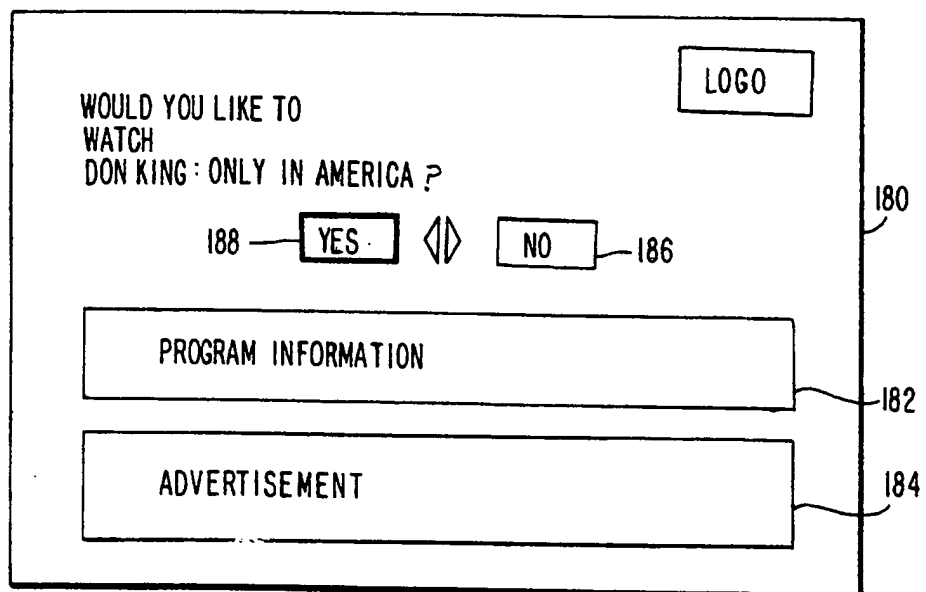 LOGO
WOULD YOU LIKE TO
WATCH
DON KING: ONLY IN AMERICA?
180
188
YES
NO
186
PROGRAM INFORMATION
182
ADVERTISEMENT
184